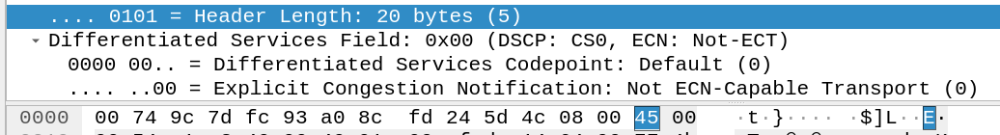 .... 0101 = Header Length: 20 bytes (5)
Differentiated Services Field: 0x00 (DSCP: CS0, ECN: Not-ECT)
0000 00.. = Differentiated Services Codepoint: Default (0)
.... ..00 = Explicit Congestion Notification: Not ECN-Capable Transport (0)
0000 00 74 9c 7d fc 93 a0 8c fd 24 5d 4c 08 00 45 00 ·t·}···· ·$]L··E·